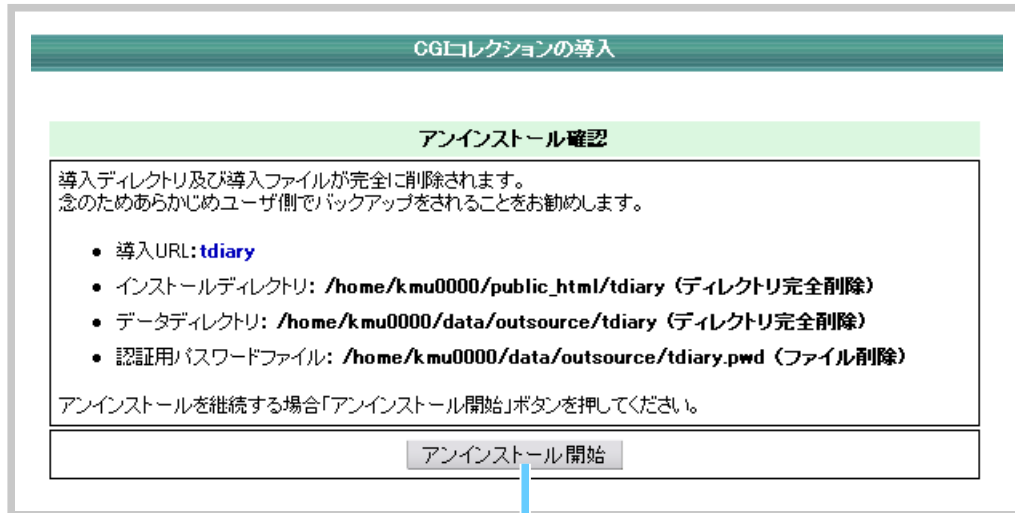 CGIコレクションの導入
アンインストール確認
導入ディレクトリ及び導入ファイルが完全に削除されます。
念のためあらかじめユーザ側でバックアップをされることをお勧めします。
● 導入URL:tdiary
● インストールディレクトリ: /home/kmu0000/public_html/tdiary (ディレクトリ完全削除)
● データディレクトリ: /home/kmu0000/data/outsource/tdiary (ディレクトリ完全削除)
● 認証用パスワードファイル: /home/kmu0000/data/outsource/tdiary.pwd (ファイル削除)
アンインストールを継続する場合「アンインストール開始」ボタンを押してください。
アンインストール開始